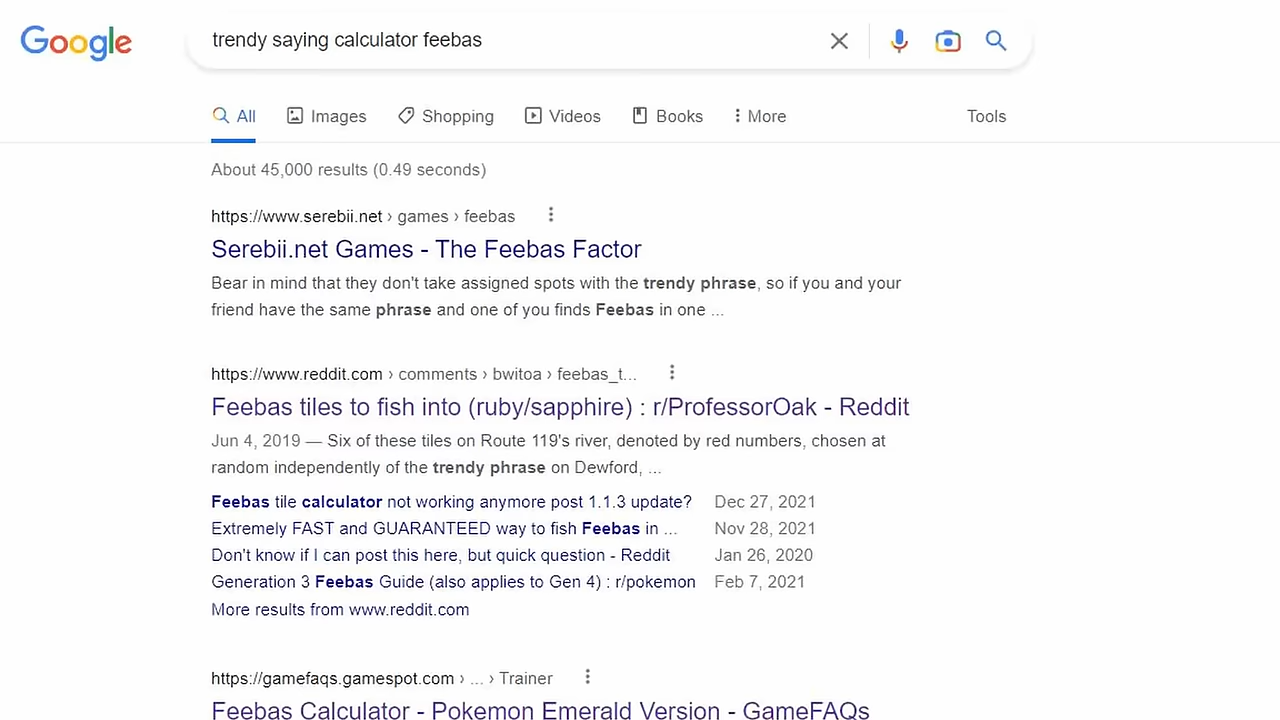 Google
trendy saying calculator feebas
All Images Shopping Videos Books More Tools
About 45,000 results (0.49 seconds)
https://www.serebii.net › games › feebas
Serebii.net Games - The Feebas Factor
Bear in mind that they don't take assigned spots with the trendy phrase, so if you and your
friend have the same phrase and one of you finds Feebas in one ...
https://www.reddit.com › comments › bwitoa › feebas_t...
Feebas tiles to fish into (ruby/sapphire) : r/ProfessorOak - Reddit
Jun 4, 2019 — Six of these tiles on Route 119's river, denoted by red numbers, chosen at
random independently of the trendy phrase on Dewford, ...
Feebas tile calculator not working anymore post 1.1.3 update? Dec 27, 2021
Extremely FAST and GUARANTEED way to fish Feebas in ... Nov 28, 2021
Don't know if I can post this here, but quick question - Reddit Jan 26, 2020
Generation 3 Feebas Guide (also applies to Gen 4) : r/pokemon Feb 7, 2021
More results from www.reddit.com
https://gamefaqs.gamespot.com › ... › Trainer
Feebas Calculator - Pokemon Emerald Version - GameFAQs